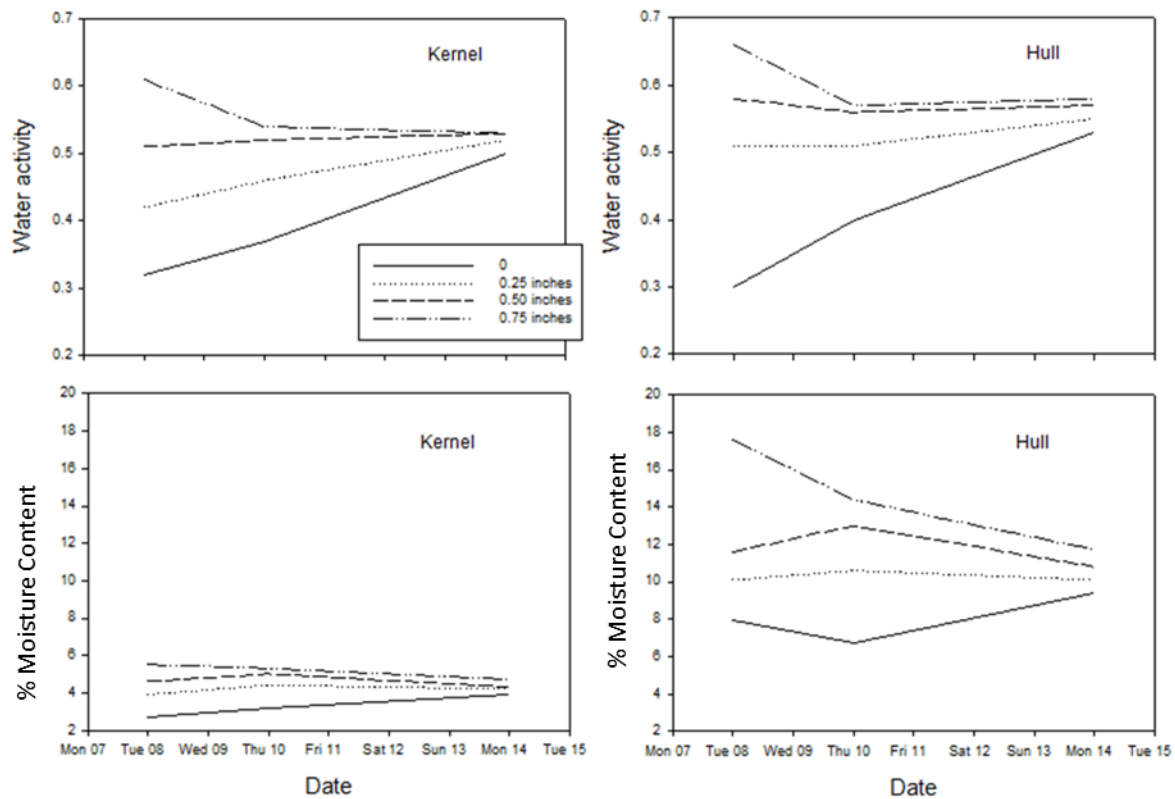 0.7
0.6
0.5
0.4
0.3
0.2
Water activity
Kernel
0
0.25 inches
0.50 inches
0.75 inches
0.7
0.6
0.5
0.4
0.3
0.2
Water activity
Hull
20
18
16
14
12
10
8
6
4
2
% Moisture Content
Kernel
Mon 07 Tue 08 Wed 09 Thu 10 Fri 11 Sat 12 Sun 13 Mon 14 Tue 15
Date
20
18
16
14
12
10
8
6
4
2
% Moisture Content
Hull
Mon 07 Tue 08 Wed 09 Thu 10 Fri 11 Sat 12 Sun 13 Mon 14 Tue 15
Date